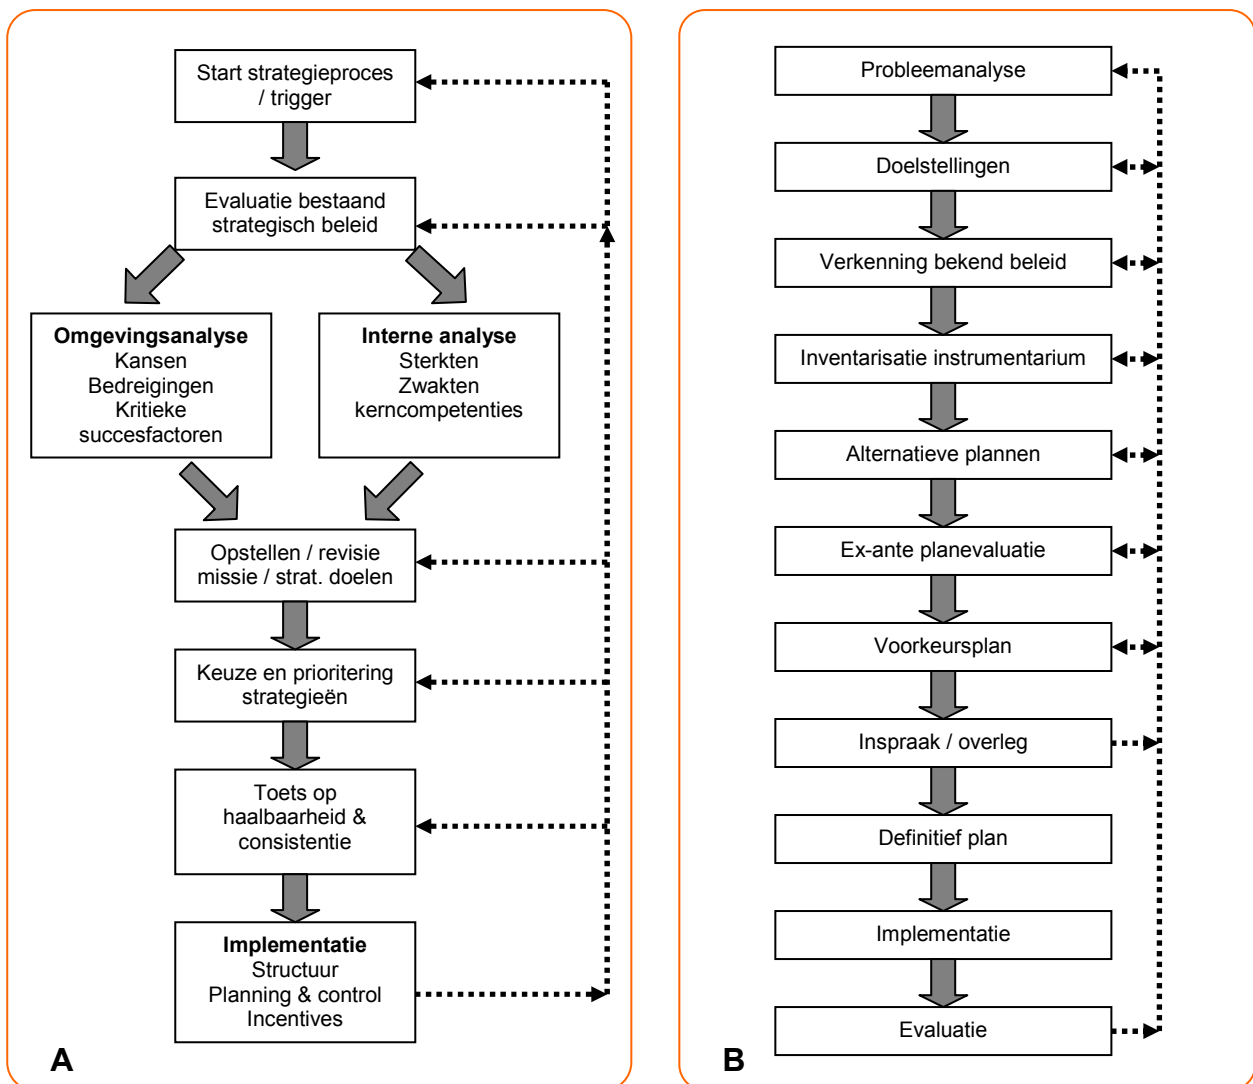 Start strategieproces
/ trigger
Evaluatie bestaand
strategisch beleid
Omgevingsanalyse
Kansen
Bedreigingen
Kritieke
succesfactoren
Interne analyse
Sterkten
Zwakten
kerncompetenties
Opstellen / revisie
missie / strat. doelen
Keuze en prioritering
strategieën
Toets op
haalbaarheid &
consistentie
Implementatie
Structuur
Planning & control
Incentives
A
Probleemanalyse
Doelstellingen
Verkenning bekend beleid
Inventarisatie instrumentarium
Alternatieve plannen
Ex-ante planevaluatie
Voorkeursplan
Inspraak / overleg
Definitief plan
Implementatie
Evaluatie
B